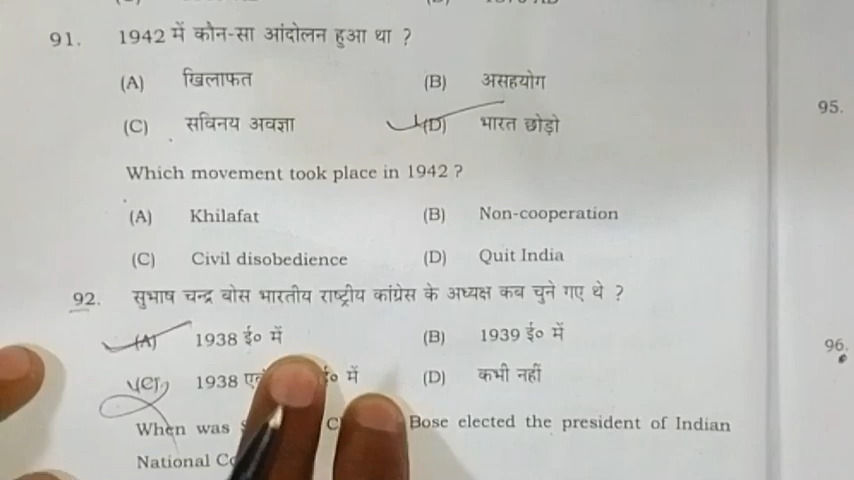 91. 1942 में कौन-सा आंदोलन हुआ था ?
(A) खिलाफत (B) असहयोग
(C) सविनय अवज्ञा (D) भारत छोड़ो
Which movement took place in 1942 ?
(A) Khilafat (B) Non-cooperation
(C) Civil disobedience (D) Quit India
92. सुभाष चन्द्र बोस भारतीय राष्ट्रीय कांग्रेस के अध्यक्ष कब चुने गए थे ?
(A) 1938 ई० में (B) 1939 ई० में
(C) 1938 ई० में (D) कभी नहीं
When was Bose elected the president of Indian
National
95.
96.